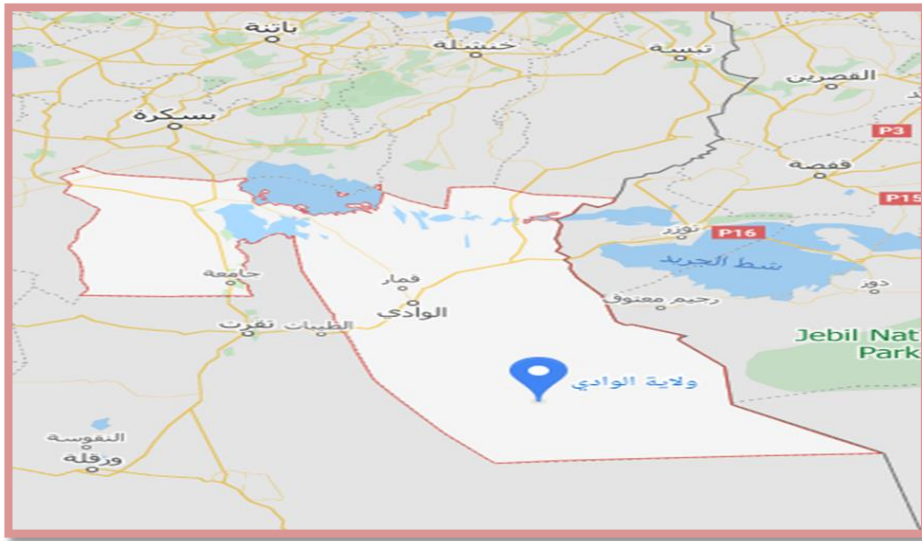 باتنة
خنشلة
تبسة
القصرين
بسكرة
P3
قفصة
P15
توزر
P16
شط الجريد
جامعة
قمار
دوز
رجيم معتوق
الوادي
تقرت
الطيبات
Jebil Nat
Park
ولاية الوادي
النقوسة
ورقلة